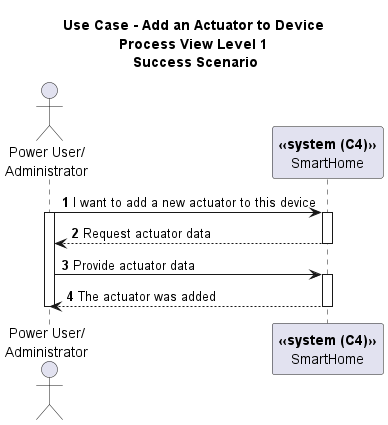 Use Case - Add an Actuator to Device
Process View Level 1
Success Scenario
Power User/
Administrator
«system (C4)»
SmartHome
1 I want to add a new actuator to this device
2 Request actuator data
3 Provide actuator data
4 The actuator was added
Power User/
Administrator
«system (C4)»
SmartHome